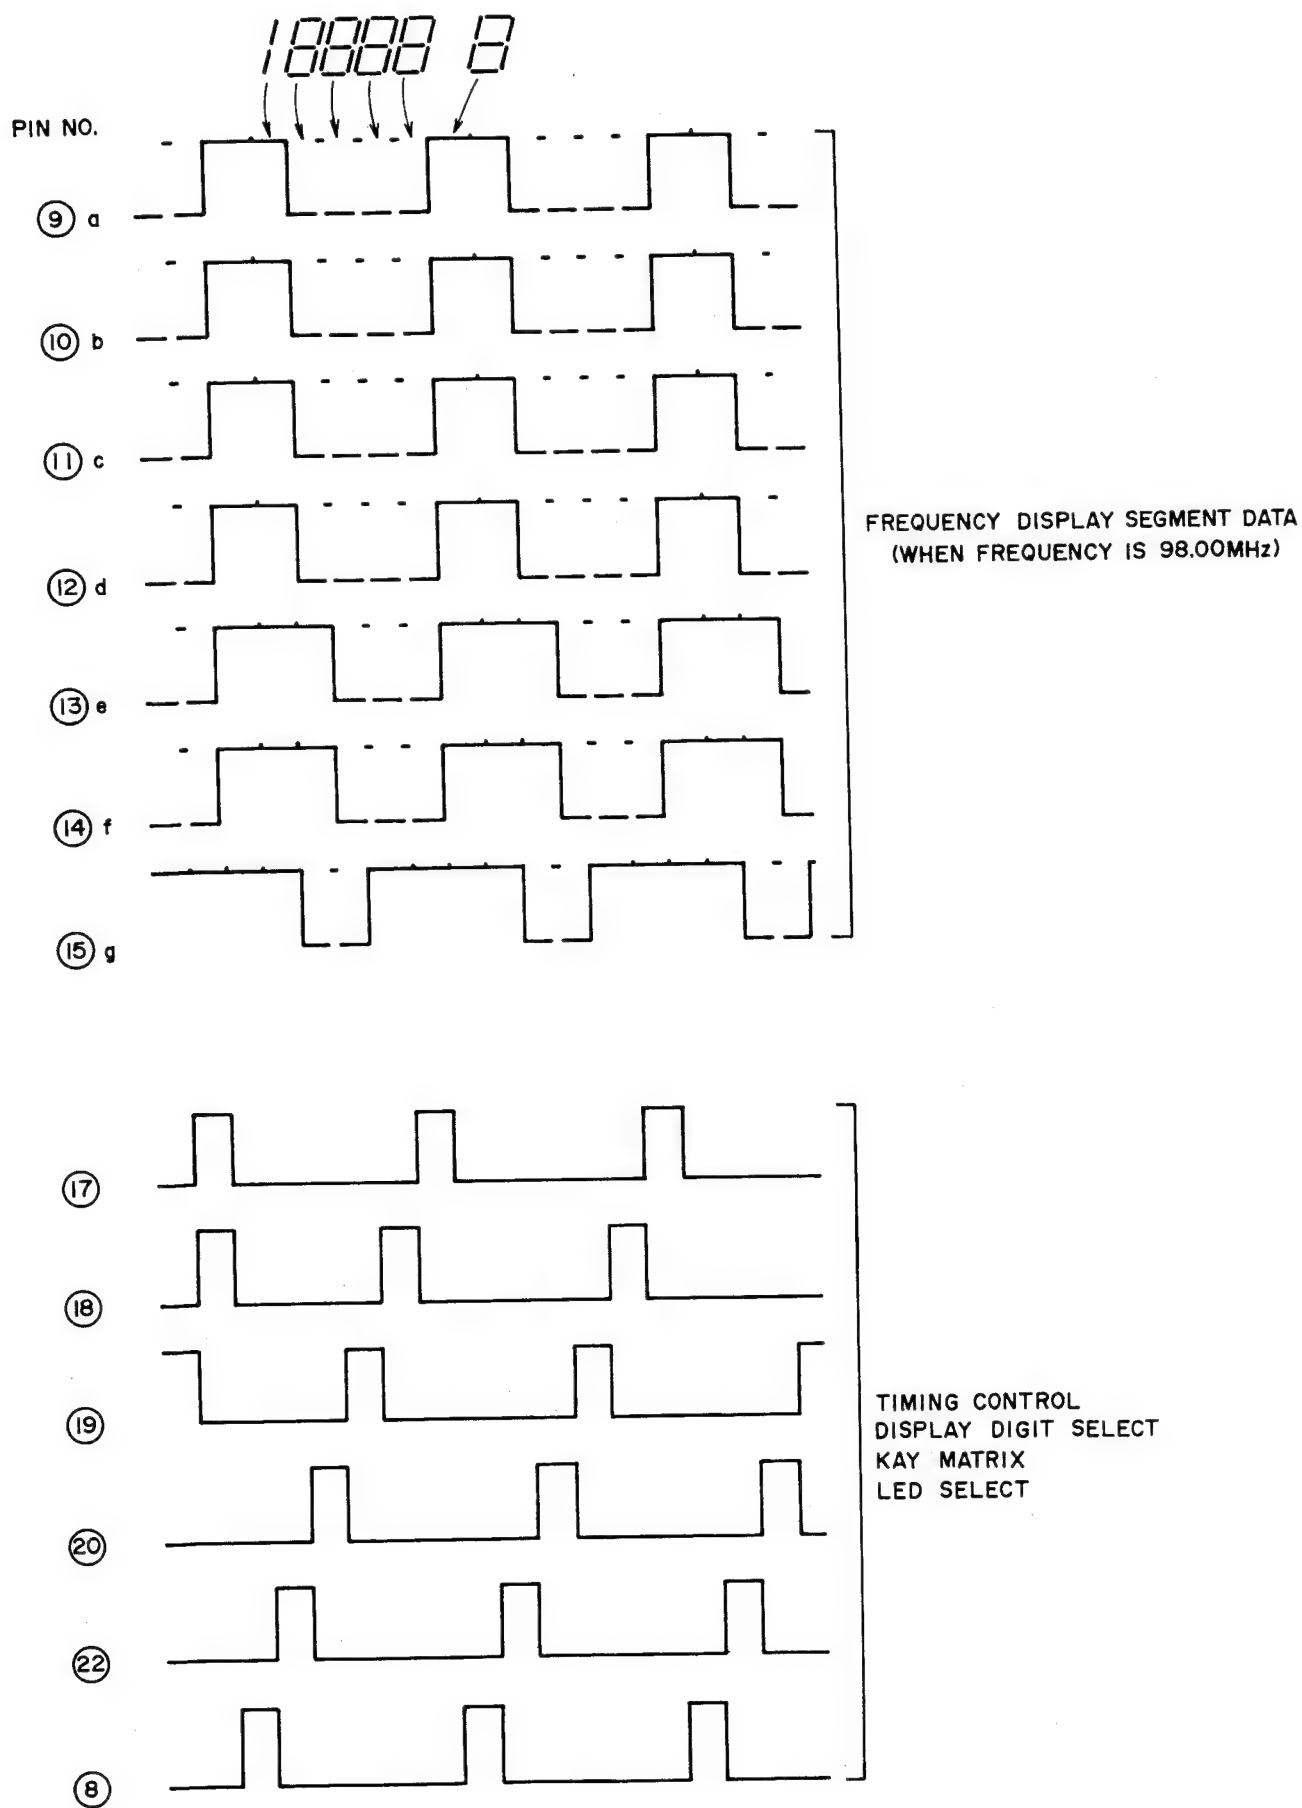 18888 8
PIN NO.
9 a
10 b
11 c
12 d
13 e
14 f
15 g
FREQUENCY DISPLAY SEGMENT DATA
(WHEN FREQUENCY IS 98.00MHz)
17
18
19
20
22
8
TIMING CONTROL
DISPLAY DIGIT SELECT
KAY MATRIX
LED SELECT